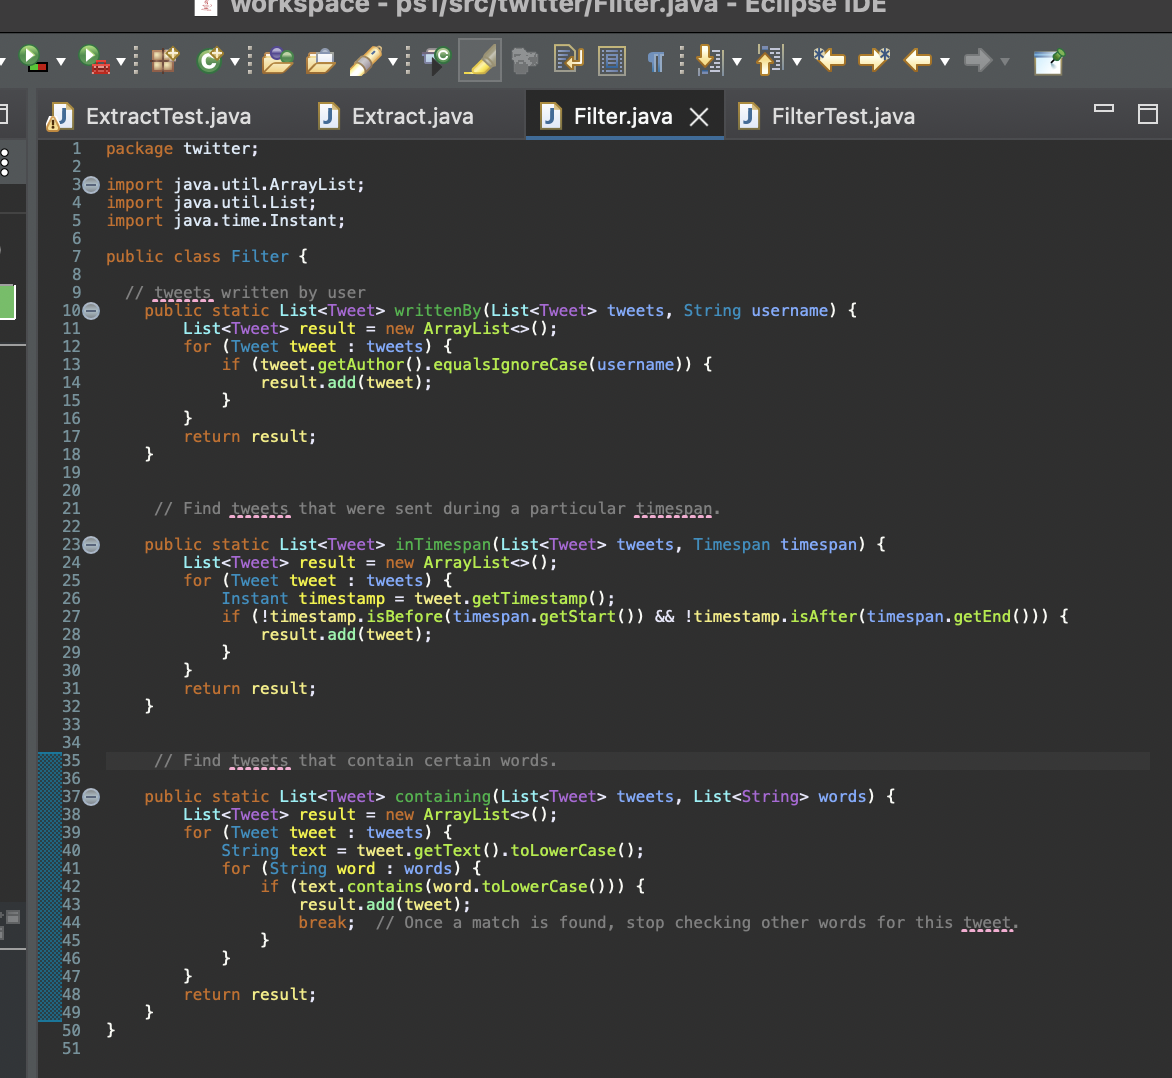 workspace - ps1/src/twitter/Filter.java - Eclipse IDE
ExtractTest.java Extract.java Filter.java FilterTest.java
1 package twitter;
2
3 import java.util.ArrayList;
4 import java.util.List;
5 import java.time.Instant;
6
7 public class Filter {
8
9 // tweets written by user
10 public static List<Tweet> writtenBy(List<Tweet> tweets, String username) {
11 List<Tweet> result = new ArrayList<>();
12 for (Tweet tweet : tweets) {
13 if (tweet.getAuthor().equalsIgnoreCase(username)) {
14 result.add(tweet);
15 }
16 }
17 return result;
18 }
19
20
21 // Find tweets that were sent during a particular timespan.
22
23 public static List<Tweet> inTimespan(List<Tweet> tweets, Timespan timespan) {
24 List<Tweet> result = new ArrayList<>();
25 for (Tweet tweet : tweets) {
26 Instant timestamp = tweet.getTimestamp();
27 if (!timestamp.isBefore(timespan.getStart()) && !timestamp.isAfter(timespan.getEnd())) {
28 result.add(tweet);
29 }
30 }
31 return result;
32 }
33
34
35 // Find tweets that contain certain words.
36
37 public static List<Tweet> containing(List<Tweet> tweets, List<String> words) {
38 List<Tweet> result = new ArrayList<>();
39 for (Tweet tweet : tweets) {
40 String text = tweet.getText().toLowerCase();
41 for (String word : words) {
42 if (text.contains(word.toLowerCase())) {
43 result.add(tweet);
44 break; // Once a match is found, stop checking other words for this tweet.
45 }
46 }
47 }
48 return result;
49 }
50 }
51